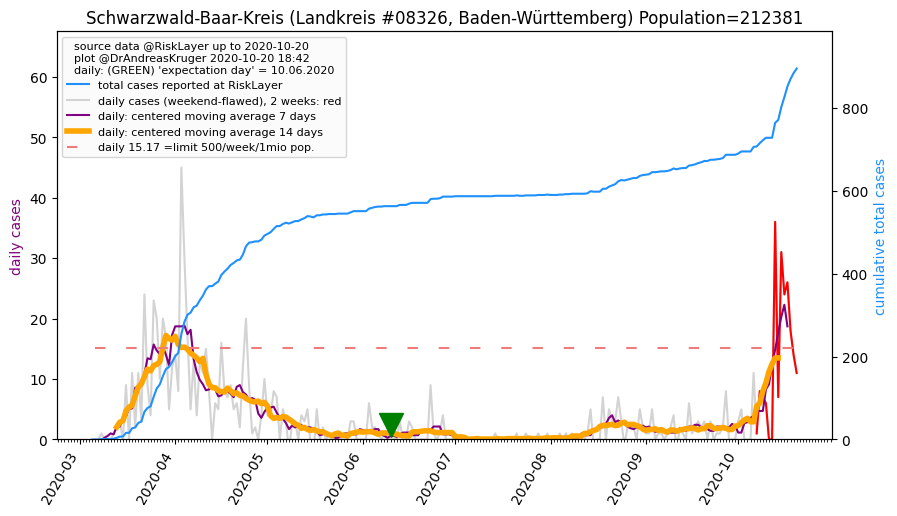 Schwarzwald-Baar-Kreis (Landkreis #08326, Baden-Württemberg) Population=212381
source data @RiskLayer up to 2020-10-20
plot @DrAndreasKruger 2020-10-20 18:42
daily: (GREEN) 'expectation day' = 10.06.2020
total cases reported at RiskLayer
daily cases (weekend-flawed), 2 weeks: red
daily: centered moving average 7 days
daily: centered moving average 14 days
daily 15.17 =limit 500/week/1mio pop.
daily cases
60
50
40
30
20
10
0
cumulative total cases
800
600
400
200
0
2020-03
2020-04
2020-05
2020-06
2020-07
2020-08
2020-09
2020-10